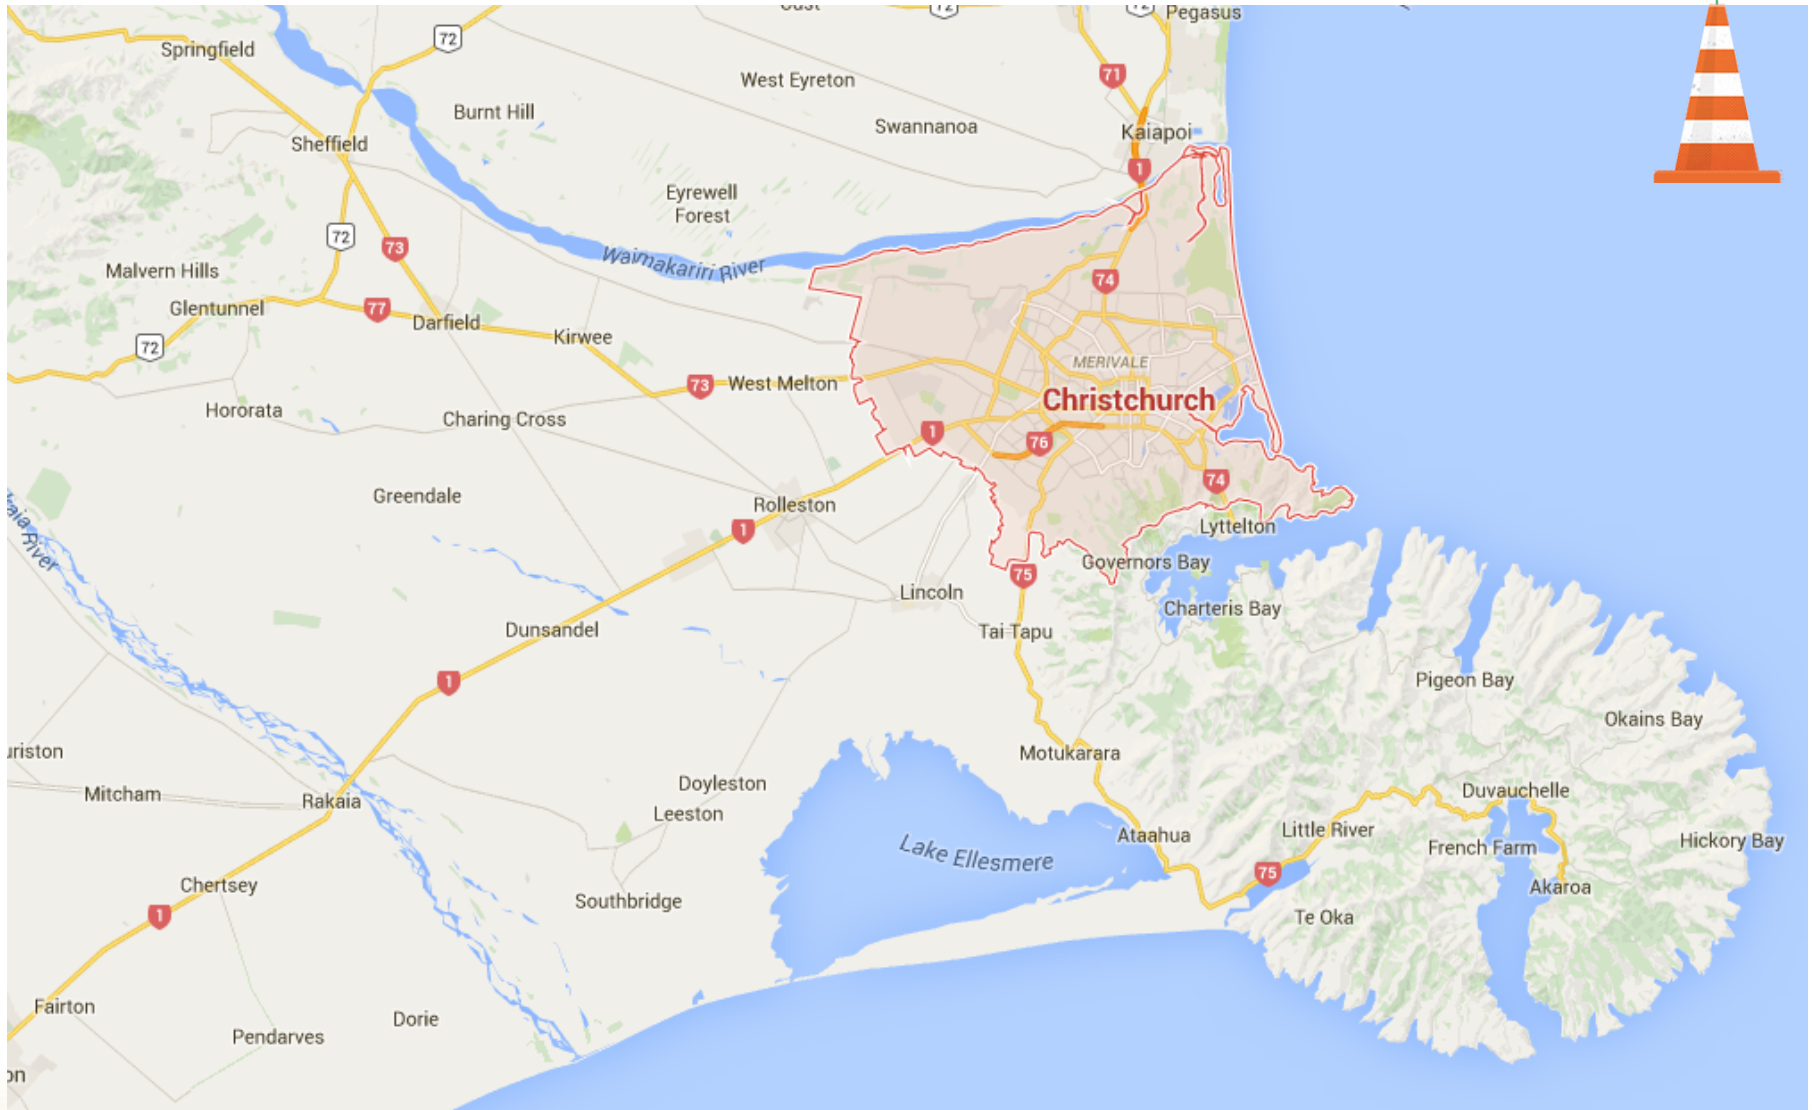 Pegasus
72
72
72
Springfield
71
West Eyreton
Burnt Hill
Swannanoa
Kaiapoi
Sheffield
1
Eyrewell
Forest
72
73
Waimakariri River
Malvern Hills
74
Glentunnel
77
Darfield
Kirwee
72
MERIVALE
73
West Melton
Christchurch
Hororata
Charing Cross
1
76
74
Greendale
Rolleston
Lyttelton
1
River
Governors Bay
75
Lincoln
Charteris Bay
Dunsandel
Tai Tapu
1
Pigeon Bay
Okains Bay
Motukarara
Doyleston
Mitcham
Duvauchelle
Rakaia
Leeston
Little River
Ataahua
Hickory Bay
French Farm
Lake Ellesmere
75
Chertsey
Akaroa
Southbridge
1
Te Oka
Fairton
Dorie
Pendarves